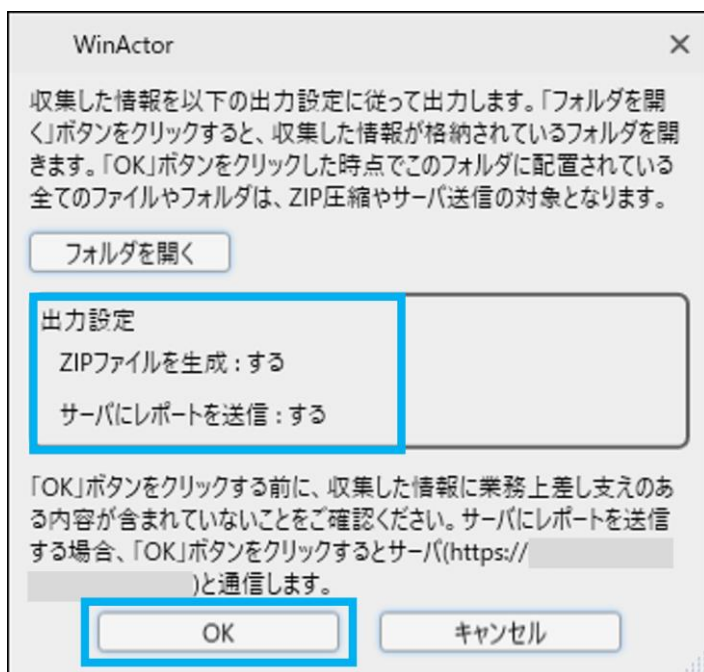 WinActor
収集した情報を以下の出力設定に従って出力します。「フォルダを開
く」ボタンをクリックすると、収集した情報が格納されているフォルダを開
きます。「OK」ボタンをクリックした時点でこのフォルダに配置されている
全てのファイルやフォルダは、ZIP圧縮やサーバ送信の対象となります。
フォルダを開く
出力設定
ZIPファイルを生成 : する
サーバにレポートを送信 : する
「OK」ボタンをクリックする前に、収集した情報に業務上差し支えのあ
る内容が含まれていないことをご確認ください。サーバにレポートを送信
する場合、「OK」ボタンをクリックするとサーバ(https://
)と通信します。
OK キャンセル